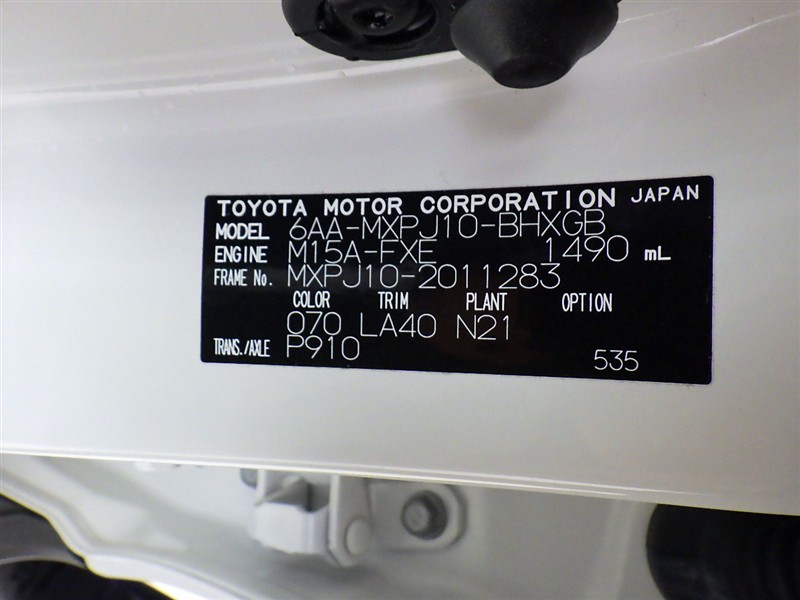 TOYOTA MOTOR CORPORATION JAPAN
MODEL 6AA-MXPJ10-BHXGB
ENGINE M15A-FXE 1490 mL
FRAME No. MXPJ10-2011283
COLOR TRIM PLANT OPTION
070 LA40 N21
TRANS./AXLE P910 535